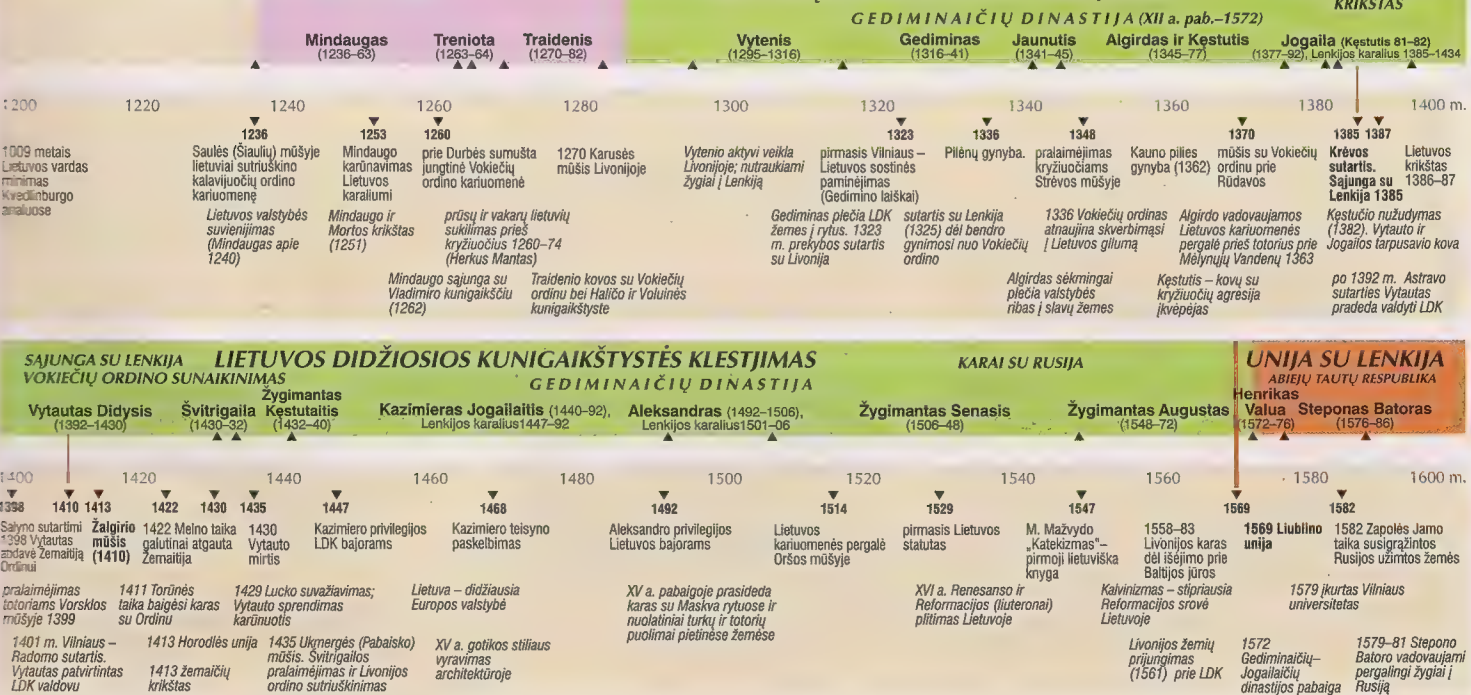 KRIKŠTAS
GEDIMINAIČIŲ DINASTIJA (XII a. pab.–1572)
Mindaugas
(1236–63)
Treniota
(1263–64)
Traidenis
(1270–82)
Vytenis
(1295–1316)
Gediminas
(1316–41)
Jaunutis
(1341–45)
Algirdas ir Kęstutis
(1345–77)
Jogaila (Kęstutis 81–82)
(1377–92), Lenkijos karalius 1385–1434
1200 1220 1240 1260 1280 1300 1320 1340 1360 1380 1400 m.
1236 1253 1260 1323 1336 1348 1370 1385 1387
1009 metais
Lietuvos vardas
minimas
Kvedlinburgo
analuose
Saulės (Šiaulių) mūšyje
lietuviai sutriuškino
kalavijuočių ordino
kariuomenę
Mindaugo
karūnavimas
Lietuvos
karaliumi
prie Durbės sumušta
jungtinė Vokiečių
ordino kariuomenė
1270 Karusės
mūšis Livonijoje
Vytenio aktyvi veikla
Livonijoje; nutraukiami
žygiai į Lenkiją
pirmasis Vilniaus –
Lietuvos sostinės
paminėjimas
(Gedimino laiškai)
Pilėnų gynyba.
pralaimėjimas
kryžiuočiams
Strėvos mūšyje
Kauno pilies
gynyba (1362)
mūšis su Vokiečių
ordinu prie
Rūdavos
Krėvos
sutartis.
Sąjunga su
Lenkija 1385
Lietuvos
krikštas
1386–87
Lietuvos valstybės
suvienijimas
(Mindaugas apie
1240)
Mindaugo ir
Mortos krikštas
(1251)
prūsų ir vakarų lietuvių
sukilimas prieš
kryžiuočius 1260–74
(Herkus Mantas)
Gediminas plečia LDK
žemes į rytus. 1323
m. prekybos sutartis
su Livonija
sutartis su Lenkija
(1325) dėl bendro
gynimosi nuo Vokiečių
ordino
1336 Vokiečių ordinas
atnaujina skverbimąsi
į Lietuvos gilumą
Algirdo vadovaujamos
Lietuvos kariuomenės
pergalė prieš totorius prie
Mėlynųjų Vandenų 1363
Kęstučio nužudymas
(1382). Vytauto ir
Jogailos tarpusavio kova
Mindaugo sąjunga su
Vladimiro kunigaikščiu
(1262)
Traidenio kovos su Vokiečių
ordinu bei Haličo ir Voluinės
kunigaikštyste
Algirdas sėkmingai
plečia valstybės
ribas į slavų žemes
Kęstutis – kovų su
kryžiuočių agresija
įkvėpėjas
po 1392 m. Astravo
sutarties Vytautas
pradeda valdyti LDK
SĄJUNGA SU LENKIJA
VOKIEČIŲ ORDINO SUNAIKINIMAS
LIETUVOS DIDŽIOSIOS KUNIGAIKŠTYSTĖS KLESTĮIMAS
GEDIMINAIČIŲ DINASTIJA
KARAI SU RUSIJA
UNIJA SU LENKIJA
ABIEJŲ TAUTŲ RESPUBLIKA
Vytautas Didysis
(1392–1430)
Švitrigaila
(1430–32)
Žygimantas
Kęstutaitis
(1432–40)
Kazimieras Jogailaitis (1440–92),
Lenkijos karalius1447–92
Aleksandras (1492–1506),
Lenkijos karalius1501–06
Žygimantas Senasis
(1506–48)
Žygimantas Augustas
(1548–72)
Henrikas
Valua
(1572–76)
Steponas Batoras
(1576–86)
1400 1420 1440 1460 1480 1500 1520 1540 1560 1580 1600 m.
1398 1410 1413 1422 1430 1435 1447 1468 1492 1514 1529 1547 1569 1582
Salyno sutartimi
1398 Vytautas
Žemaitiją
Ordinui
Žalgirio
mūšis
(1410)
1422 Melno taika
galutinai atgauta
Žemaitija
1430
Vytauto
mirtis
Kazimiero privilegijos
LDK bajorams
Kazimiero teisyno
paskelbimas
Aleksandro privilegijos
Lietuvos bajorams
Lietuvos
kariuomenės pergalė
Oršos mūšyje
pirmasis Lietuvos
statutas
M. Mažvydo
„Katekizmas"–
pirmoji lietuviška
knyga
1558–83
Livonijos karas
dėl išėjimo prie
Baltijos jūros
1569 Liublino
unija
1582 Zapolės Jamo
taika susigrąžintos
Rusijos užimtos žemės
pralaimėjimas
totoriams Vorsklos
mūšyje 1399
1411 Torūnės
taika baigėsi karas
su Ordinu
1429 Lucko suvažiavimas;
Vytauto sprendimas
karūnuotis
Lietuva – didžiausia
Europos valstybė
XV a. pabaigoje prasideda
karas su Maskva rytuose ir
nuolatiniai turkų ir totorių
puolimai pietinėse žemėse
XVI a. Renesanso ir
Reformacijos (liuteronai)
plitimas Lietuvoje
Kalvinizmas – stipriausia
Reformacijos srovė
Lietuvoje
1579 įkurtas Vilniaus
universitetas
1401 m. Vilniaus –
Radomo sutartis.
Vytautas patvirtintas
LDK valdovu
1413 Horodlės unija
1413 žemaičių
krikštas
1435 Ukmergės (Pabaisko)
mūšis. Švitrigailos
pralaimėjimas ir Livonijos
ordino sutriuškinimas
XV a. gotikos stiliaus
vyravimas
architektūroje
Livonijos žemių
prijungimas
(1561) prie LDK
1572
Gediminaičių–
Jogailaičių
dinastijos pabaiga
1579–81 Stepono
Batoro vadovaujami
pergalingi žygiai į
Rusiją